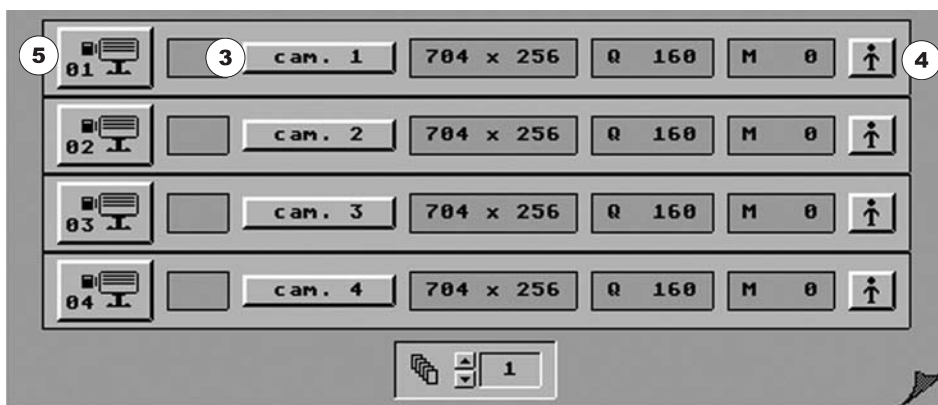 5 01 3 cam. 1 704 x 256 Q 160 M 0 4
02 cam. 2 704 x 256 Q 160 M 0
03 cam. 3 704 x 256 Q 160 M 0
04 cam. 4 704 x 256 Q 160 M 0
1